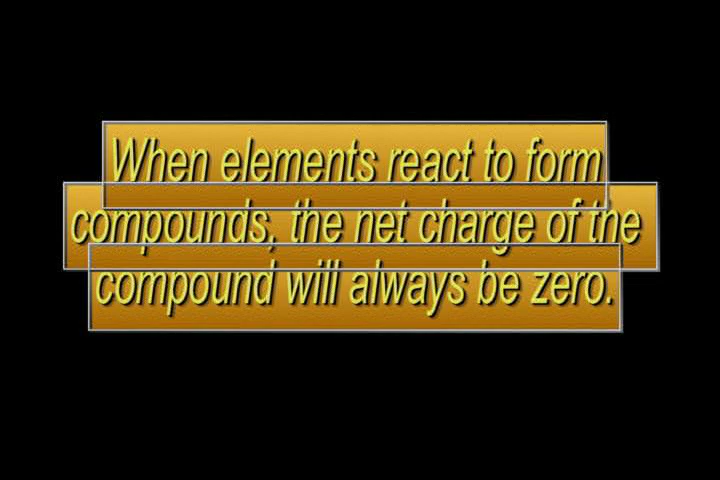 When elements react to form
compounds, the net charge of the
compound will always be zero.